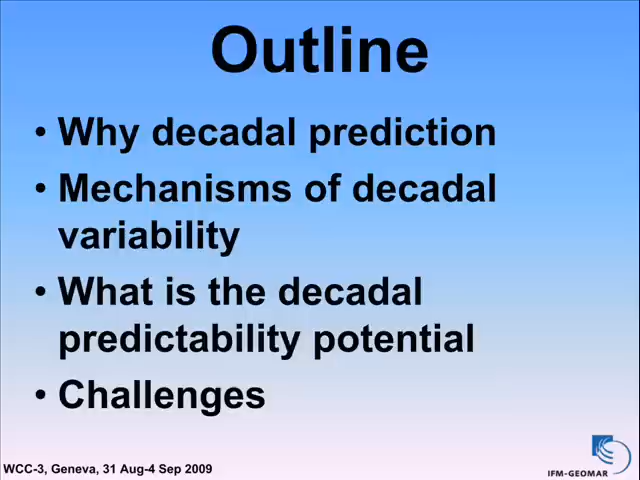 Outline
• Why decadal prediction
• Mechanisms of decadal
variability
• What is the decadal
predictability potential
• Challenges
WCC-3, Geneva, 31 Aug-4 Sep 2009
IFM-GEOMAR